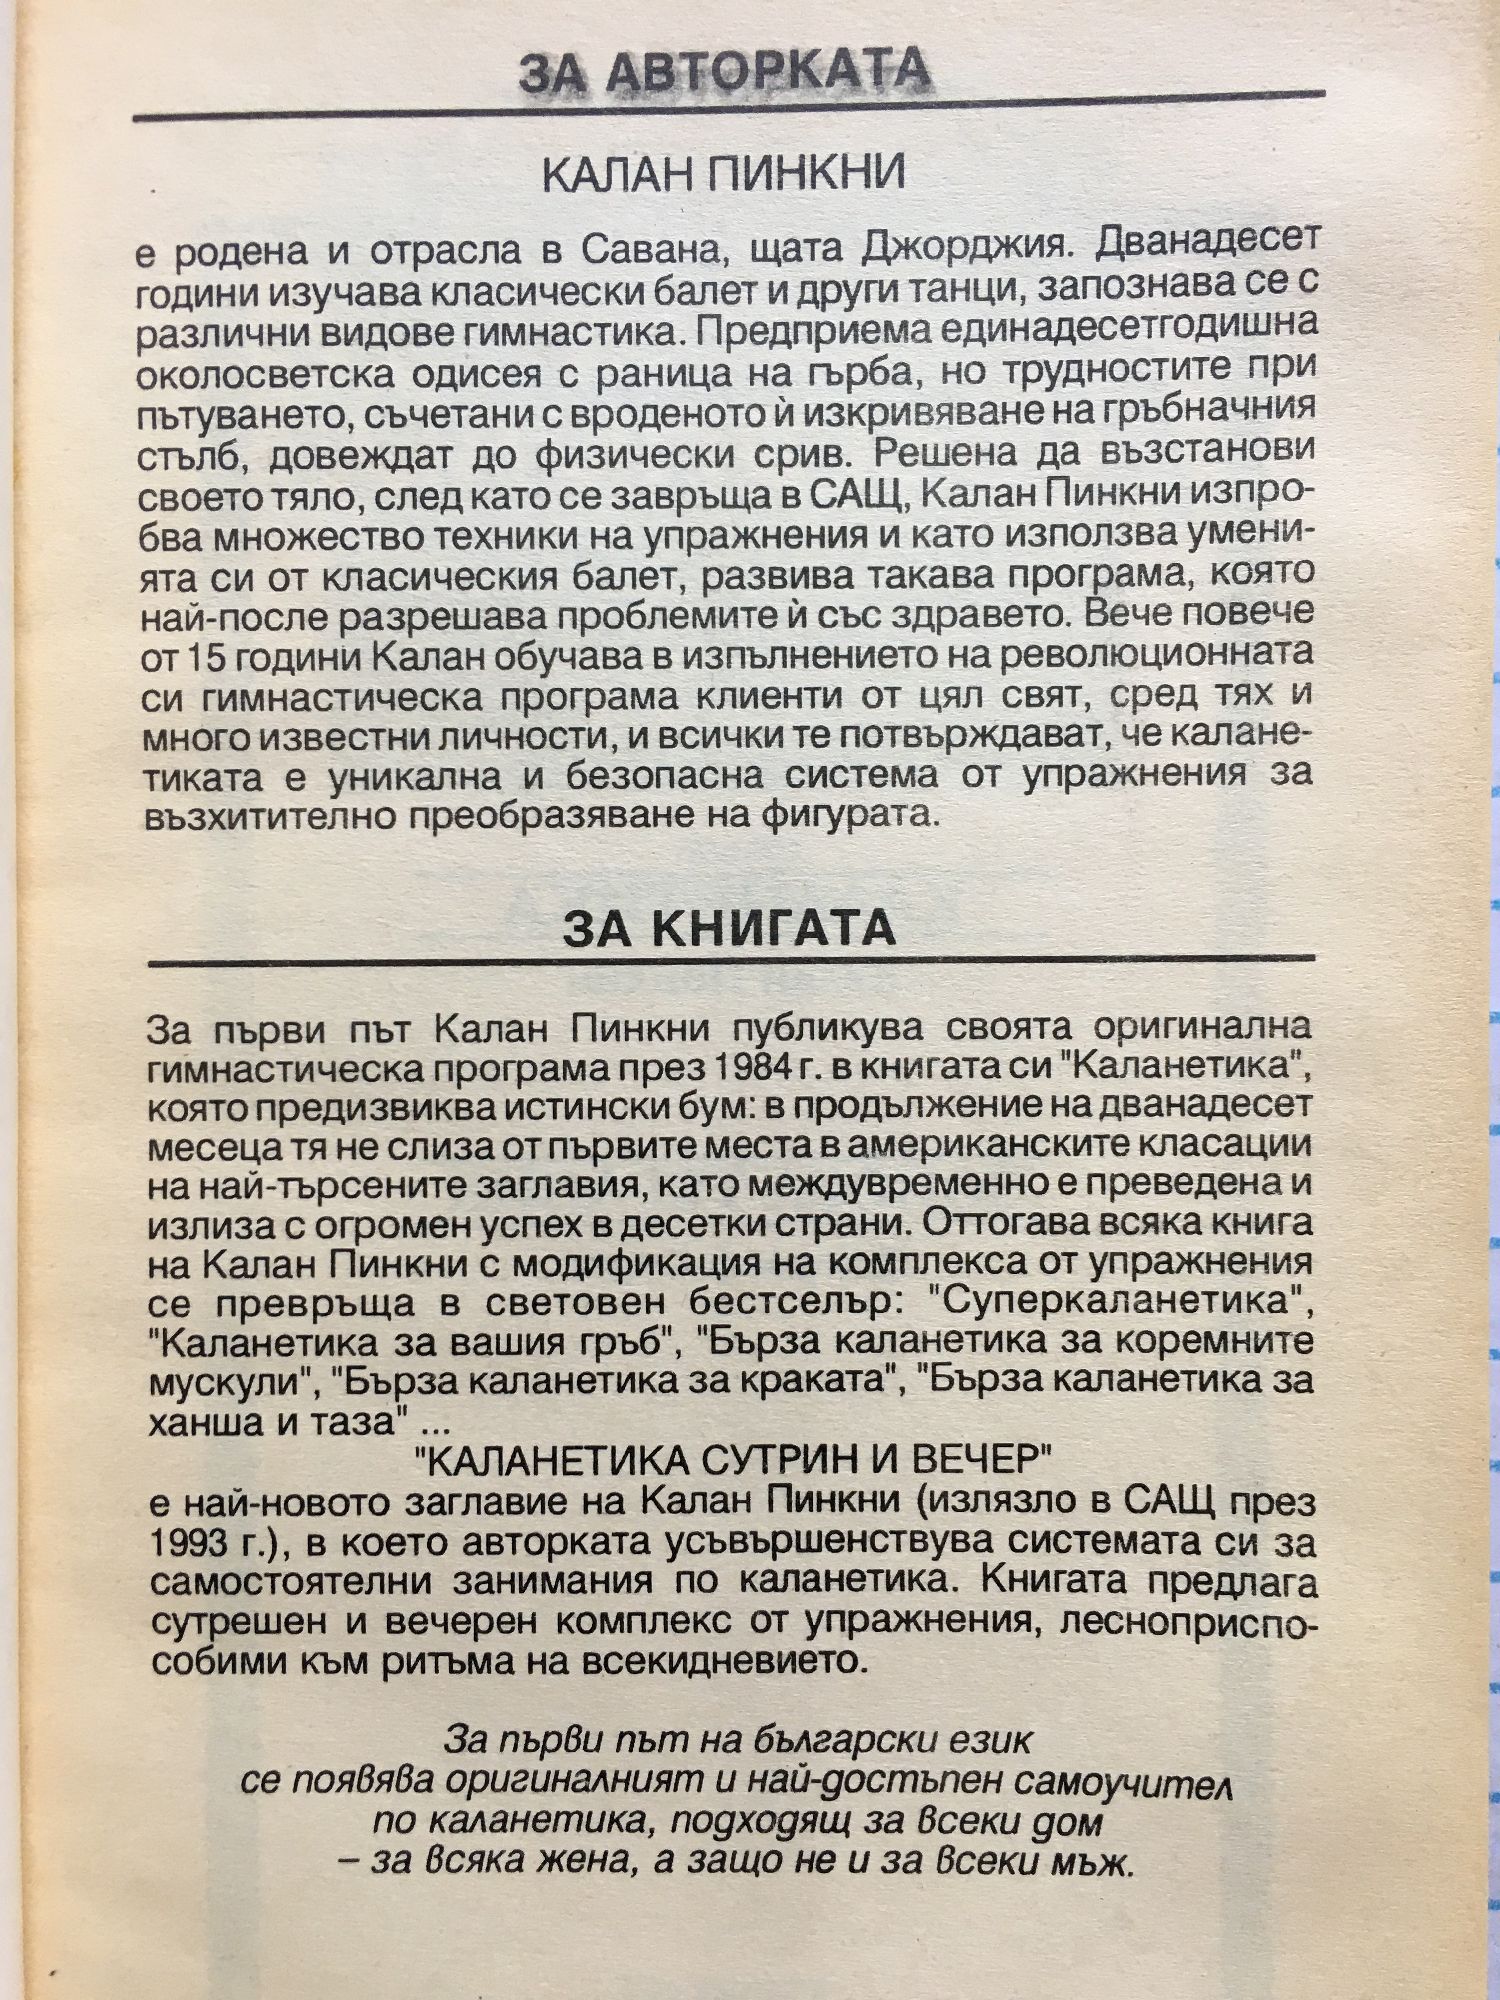 ЗА АВТОРКАТА
КАЛАН ПИНКНИ
е родена и отрасла в Савана, щата Джорджия. Дванадесет
години изучава класически балет и други танци, запознава се с
различни видове гимнастика. Предприема единадесетгодишна
околосветска одисея с раница на гърба, но трудностите при
пътуването, съчетани с вроденото ѝ изкривяване на гръбначния
стълб, довеждат до физически срив. Решена да възстанови
своето тяло, след като се завръща в САЩ, Калан Пинкни изпро-
бва множество техники на упражнения и като използва умени-
ята си от класическия балет, развива такава програма, която
най-после разрешава проблемите ѝ със здравето. Вече повече
от 15 години Калан обучава в изпълнението на революционната
си гимнастическа програма клиенти от цял свят, сред тях и
много известни личности, и всички те потвърждават, че калане-
тиката е уникална и безопасна система от упражнения за
възхитително преобразяване на фигурата.
ЗА КНИГАТА
За първи път Калан Пинкни публикува своята оригинална
гимнастическа програма през 1984 г. в книгата си "Каланетика",
която предизвиква истински бум: в продължение на дванадесет
месеца тя не слиза от първите места в американските класации
на най-търсените заглавия, като междувременно е преведена и
излиза с огромен успех в десетки страни. Оттогава всяка книга
на Калан Пинкни с модификация на комплекса от упражнения
се превръща в световен бестселър: "Суперкаланетика",
"Каланетика за вашия гръб", "Бърза каланетика за коремните
мускули", "Бърза каланетика за краката", "Бърза каланетика за
ханша и таза" ...
"КАЛАНЕТИКА СУТРИН И ВЕЧЕР"
е най-новото заглавие на Калан Пинкни (излязло в САЩ през
1993 г.), в което авторката усъвършенствува системата си за
самостоятелни занимания по каланетика. Книгата предлага
сутрешен и вечерен комплекс от упражнения, лесноприспо-
собими към ритъма на всекидневието.
За първи път на български език
се появява оригиналният и най-достъпен самоучител
по каланетика, подходящ за всеки дом
– за всяка жена, а защо не и за всеки мъж.